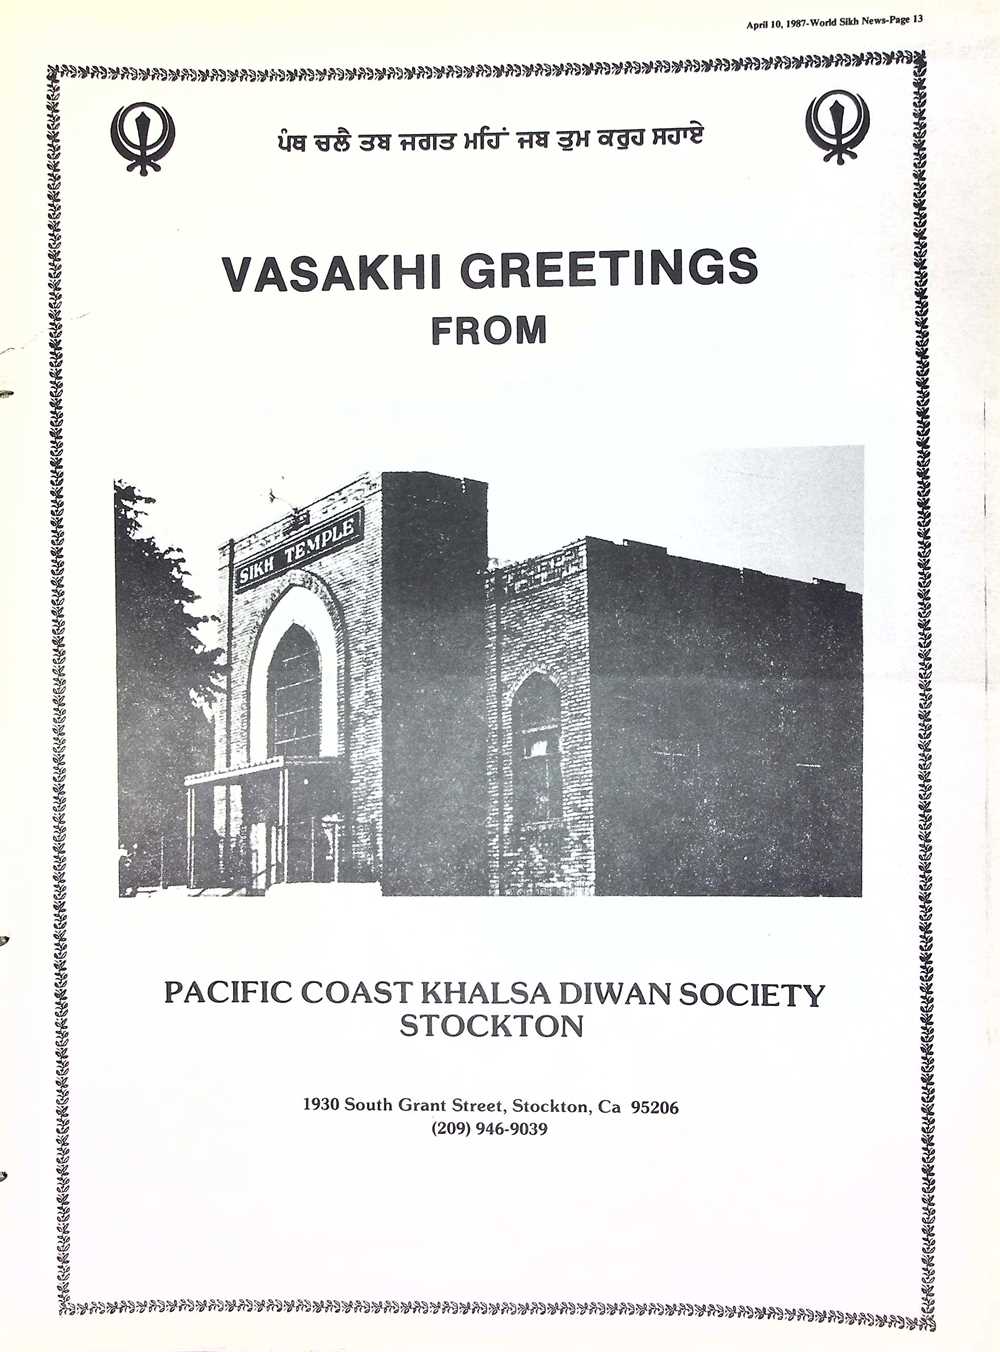 April 10, 1987-World Sikh News-Page 13
ਪੰਥ ਚਲੈ ਤਬ ਜਗਤ ਮਹਿਂ ਜਬ ਤੁਮ ਕਰੁਹ ਸਹਾਏ
VASAKHI GREETINGS
FROM
SIKH TEMPLE
PACIFIC COAST KHALSA DIWAN SOCIETY
STOCKTON
1930 South Grant Street, Stockton, Ca 95206
(209) 946-9039